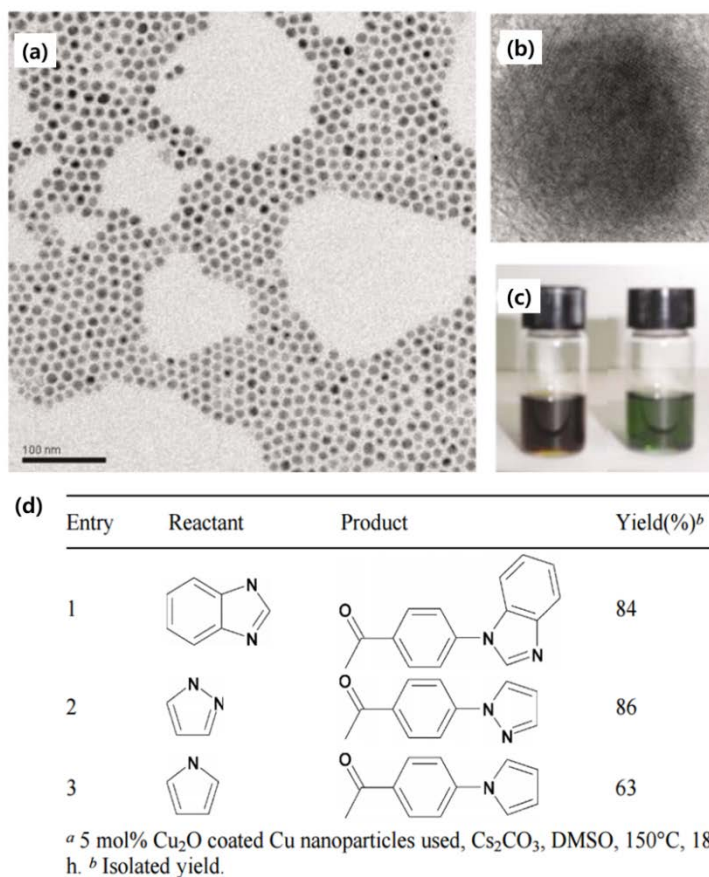 (a)
(b)
(c)
100 nm
(d)
Entry Reactant Product Yield(%)ᵇ
1 N N O N N 84
2 N N O N N 86
3 N O N 63
ᵃ 5 mol% Cu₂O coated Cu nanoparticles used, Cs₂CO₃, DMSO, 150°C, 18
h. ᵇ Isolated yield.